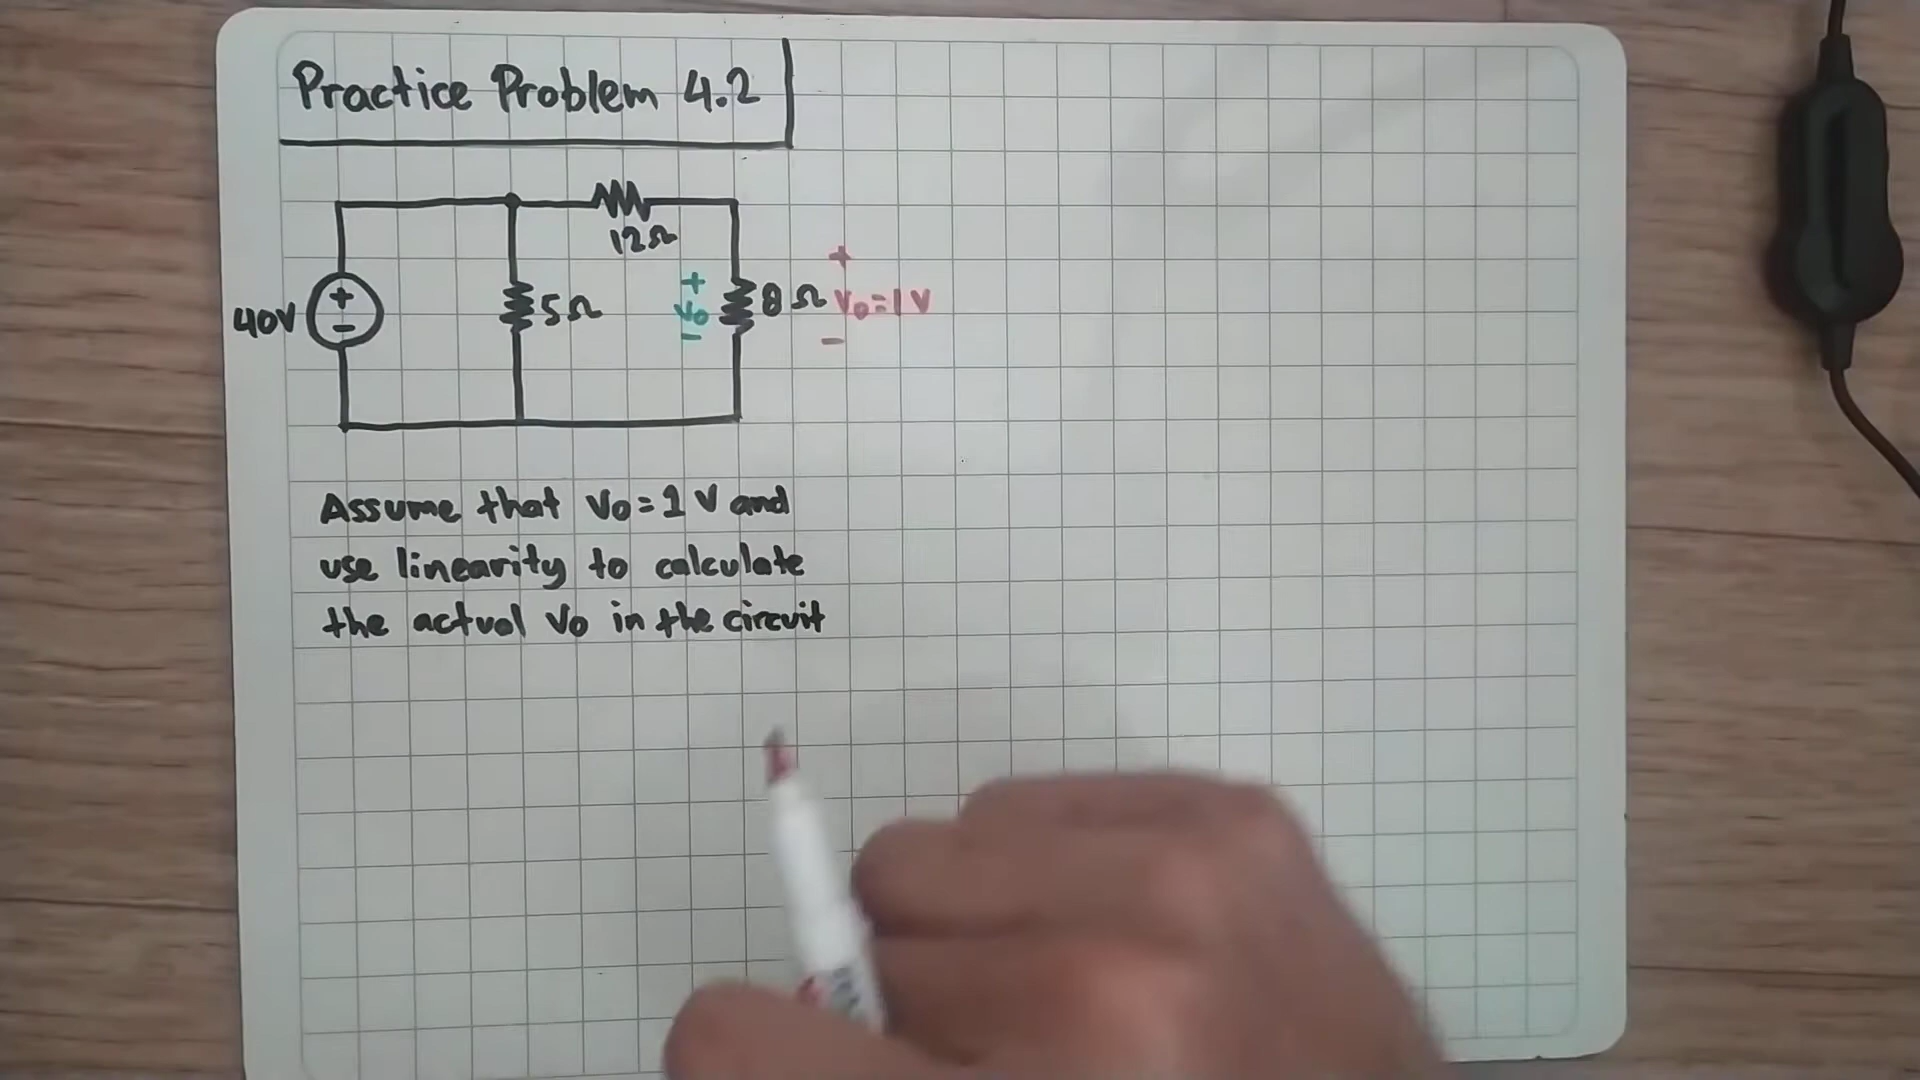 Practice Problem 4.2
12Ω
40V
5Ω
+
Vo
-
8Ω
+
Vo=1V
-
Assume that Vo=1V and
use linearity to calculate
the actual Vo in the circuit